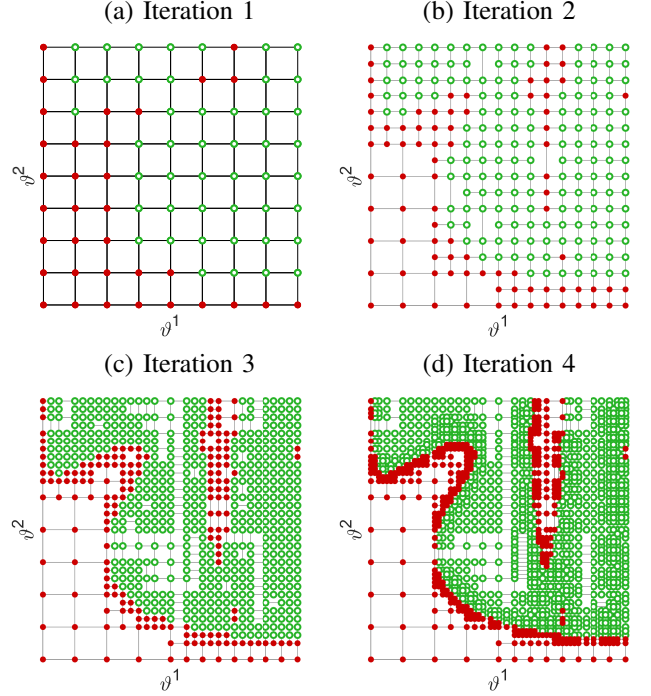 (a) Iteration 1
(b) Iteration 2
ϑ2
ϑ1
ϑ2
ϑ1
(c) Iteration 3
(d) Iteration 4
ϑ2
ϑ1
ϑ2
ϑ1